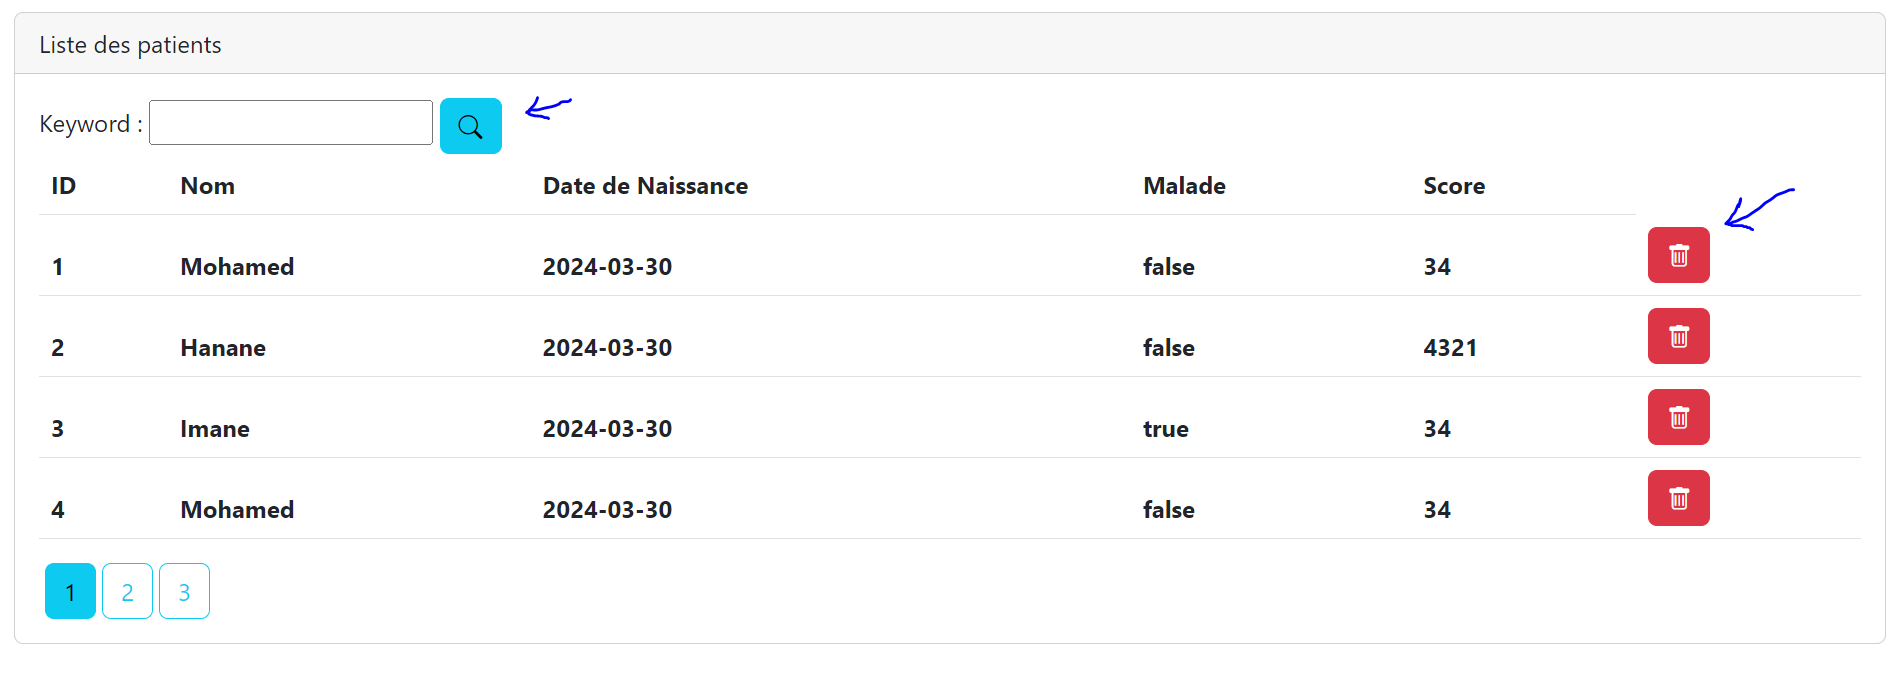 Liste des patients
Keyword :
ID Nom Date de Naissance Malade Score
1 Mohamed 2024-03-30 false 34
2 Hanane 2024-03-30 false 4321
3 Imane 2024-03-30 true 34
4 Mohamed 2024-03-30 false 34
1 2 3